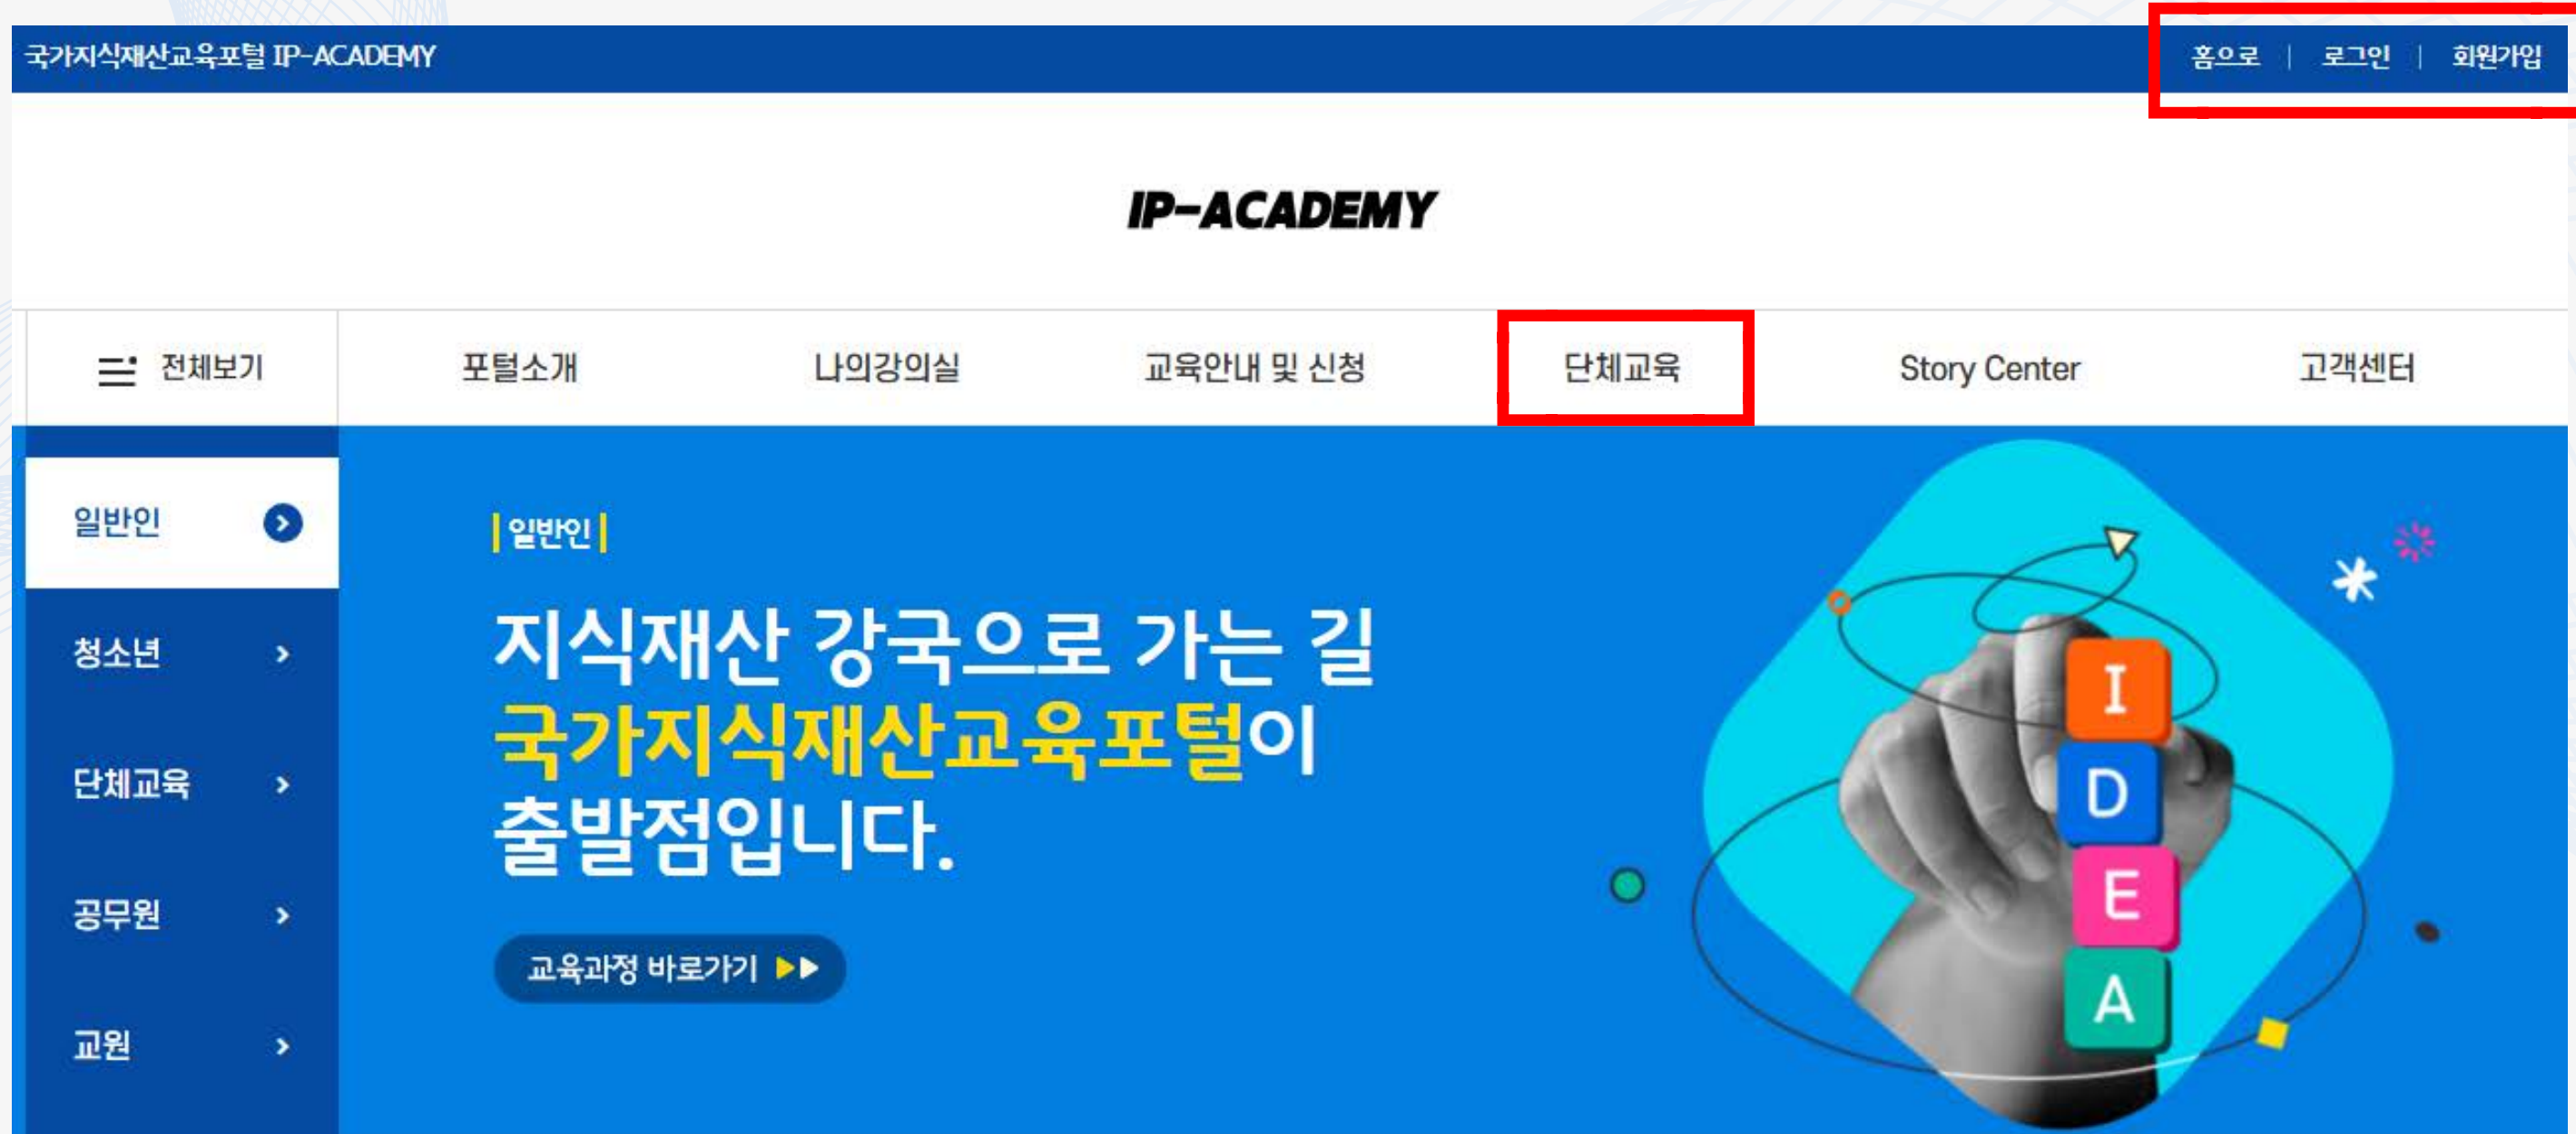 국가지식재산교육포털 IP-ACADEMY
홈으로 | 로그인 | 회원가입
IP-ACADEMY
전체보기
포털소개
나의강의실
교육안내 및 신청
단체교육
Story Center
고객센터
일반인
청소년
단체교육
공무원
교원
|일반인|
지식재산 강국으로 가는 길
국가지식재산교육포털이
출발점입니다.
교육과정 바로가기
I
D
E
A